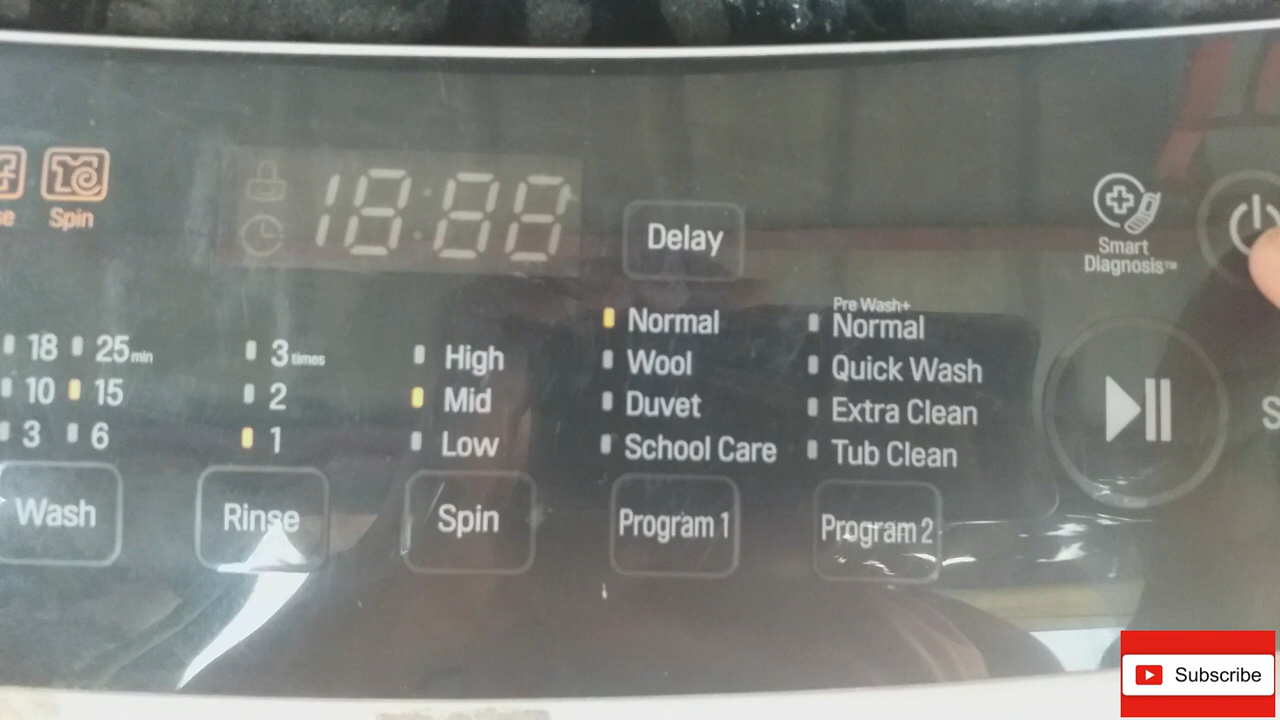 se
Spin
18:88
Delay
Smart
Diagnosis™
18
25min
10
15
3
6
Wash
3times
2
1
Rinse
High
Mid
Low
Spin
Normal
Wool
Duvet
School Care
Program 1
Pre Wash+
Normal
Quick Wash
Extra Clean
Tub Clean
Program 2
S
Subscribe